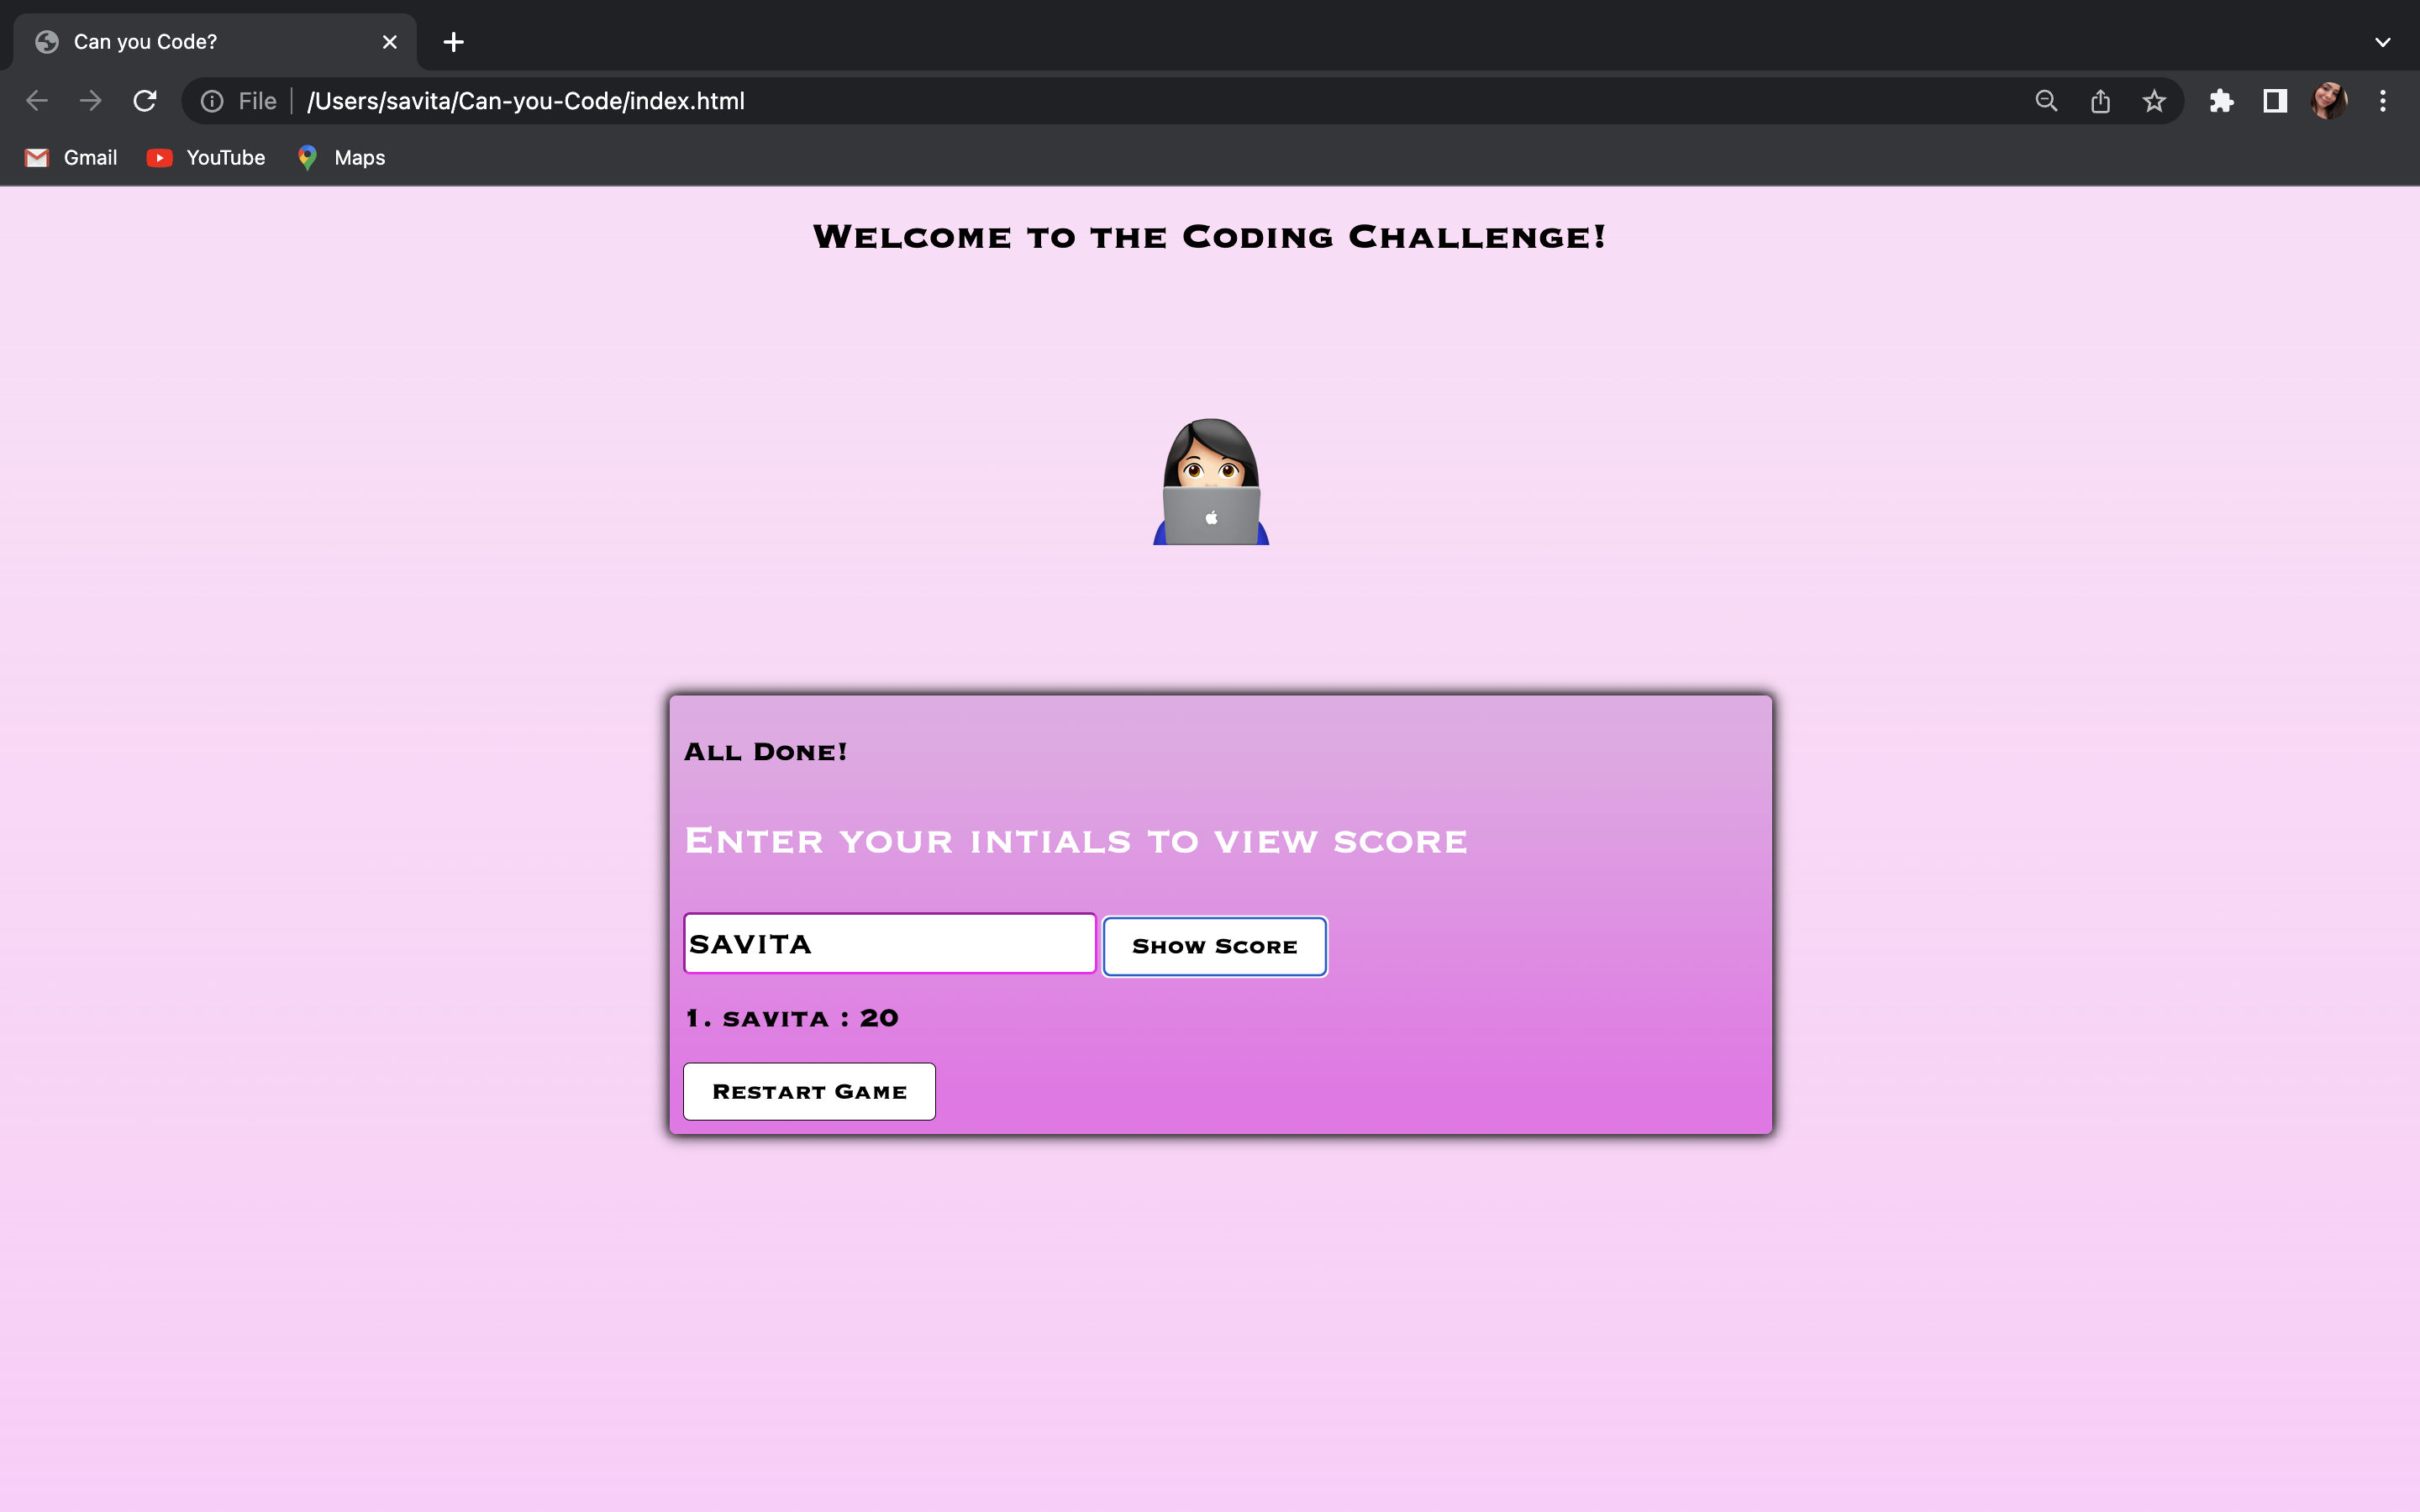 Can you Code?
File /Users/savita/Can-you-Code/index.html
Gmail YouTube Maps
Welcome to the Coding Challenge!
All Done!
Enter your intials to view score
SAVITA Show Score
1. savita : 20
Restart Game